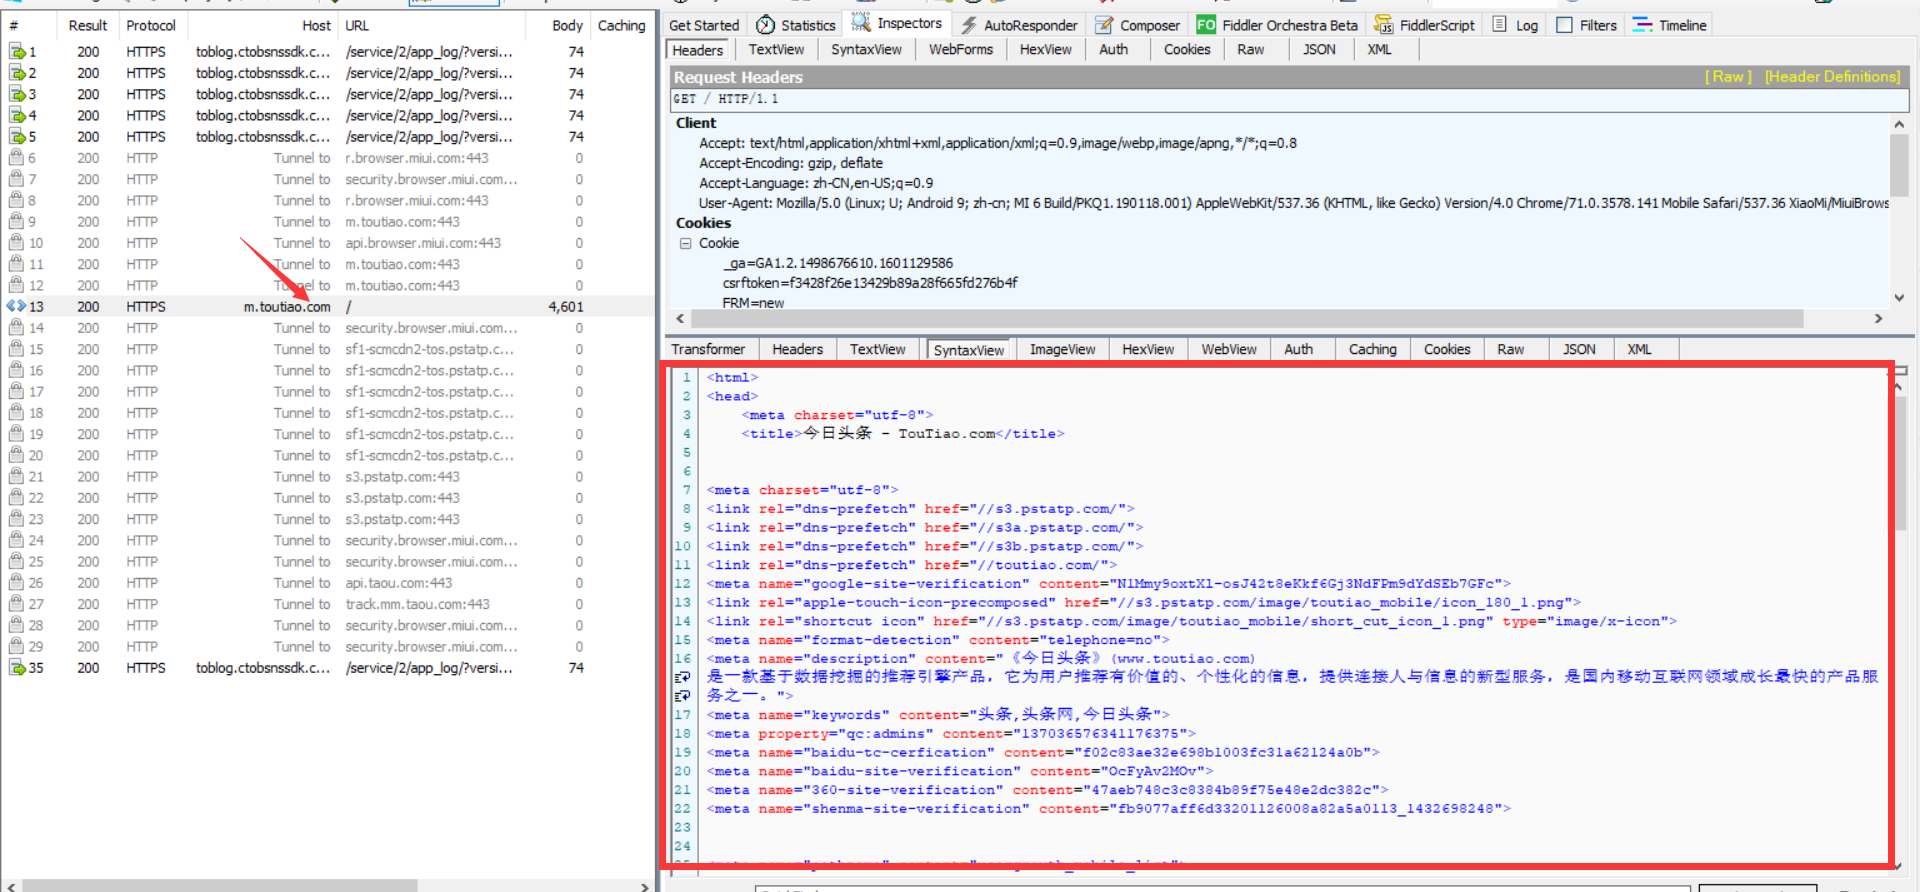 # Result Protocol Host URL Body Caching
1 200 HTTPS toblog.ctobsnssdk.c... /service/2/app_log/?versi... 74
2 200 HTTPS toblog.ctobsnssdk.c... /service/2/app_log/?versi... 74
3 200 HTTPS toblog.ctobsnssdk.c... /service/2/app_log/?versi... 74
4 200 HTTPS toblog.ctobsnssdk.c... /service/2/app_log/?versi... 74
5 200 HTTPS toblog.ctobsnssdk.c... /service/2/app_log/?versi... 74
6 200 HTTP Tunnel to r.browser.miui.com:443 0
7 200 HTTP Tunnel to security.browser.miui.com... 0
8 200 HTTP Tunnel to r.browser.miui.com:443 0
9 200 HTTP Tunnel to m.toutiao.com:443 0
10 200 HTTP Tunnel to api.browser.miui.com:443 0
11 200 HTTP Tunnel to m.toutiao.com:443 0
12 200 HTTP Tunnel to m.toutiao.com:443 0
13 200 HTTPS m.toutiao.com / 4,601
14 200 HTTP Tunnel to security.browser.miui.com... 0
15 200 HTTP Tunnel to sf1-scmcdn2-tos.pstatp.c... 0
16 200 HTTP Tunnel to sf1-scmcdn2-tos.pstatp.c... 0
17 200 HTTP Tunnel to sf1-scmcdn2-tos.pstatp.c... 0
18 200 HTTP Tunnel to sf1-scmcdn2-tos.pstatp.c... 0
19 200 HTTP Tunnel to sf1-scmcdn2-tos.pstatp.c... 0
20 200 HTTP Tunnel to sf1-scmcdn2-tos.pstatp.c... 0
21 200 HTTP Tunnel to s3.pstatp.com:443 0
22 200 HTTP Tunnel to s3.pstatp.com:443 0
23 200 HTTP Tunnel to s3.pstatp.com:443 0
24 200 HTTP Tunnel to security.browser.miui.com... 0
25 200 HTTP Tunnel to security.browser.miui.com... 0
26 200 HTTP Tunnel to api.taou.com:443 0
27 200 HTTP Tunnel to track.mm.taou.com:443 0
28 200 HTTP Tunnel to security.browser.miui.com... 0
29 200 HTTP Tunnel to security.browser.miui.com... 0
35 200 HTTPS toblog.ctobsnssdk.c... /service/2/app_log/?versi... 74
Get Started Statistics Inspectors AutoResponder Composer FO Fiddler Orchestra Beta FiddlerScript Log Filters Timeline
Headers TextView SyntaxView WebForms HexView Auth Cookies Raw JSON XML
Request Headers [ Raw ] [Header Definitions]
GET / HTTP/1.1
Client
Accept: text/html,application/xhtml+xml,application/xml;q=0.9,image/webp,image/apng,*/*;q=0.8
Accept-Encoding: gzip, deflate
Accept-Language: zh-CN,en-US;q=0.9
User-Agent: Mozilla/5.0 (Linux; U; Android 9; zh-cn; MI 6 Build/PKQ1.190118.001) AppleWebKit/537.36 (KHTML, like Gecko) Version/4.0 Chrome/71.0.3578.141 Mobile Safari/537.36 XiaoMi/MiuiBrows
Cookies
Cookie
_ga=GA1.2.1498676610.1601129586
csrftoken=f3428f26e13429b89a28f665fd276b4f
FRM=new
Transformer Headers TextView SyntaxView ImageView HexView WebView Auth Caching Cookies Raw JSON XML
1 <html>
2 <head>
3 <meta charset="utf-8">
4 <title>今日头条 - TouTiao.com</title>
5
6
7 <meta charset="utf-8">
8 <link rel="dns-prefetch" href="//s3.pstatp.com/">
9 <link rel="dns-prefetch" href="//s3a.pstatp.com/">
10 <link rel="dns-prefetch" href="//s3b.pstatp.com/">
11 <link rel="dns-prefetch" href="//toutiao.com/">
12 <meta name="google-site-verification" content="NlMmy9oxtXl-osJ42t8eKkf6Gj3NdFPm9dYdSEb7GFc">
13 <link rel="apple-touch-icon-precomposed" href="//s3.pstatp.com/image/toutiao_mobile/icon_180_1.png">
14 <link rel="shortcut icon" href="//s3.pstatp.com/image/toutiao_mobile/short_cut_icon_1.png" type="image/x-icon">
15 <meta name="format-detection" content="telephone=no">
16 <meta name="description" content="《今日头条》(www.toutiao.com)
是一款基于数据挖掘的推荐引擎产品，它为用户推荐有价值的、个性化的信息，提供连接人与信息的新型服务，是国内移动互联网领域成长最快的产品服
务之一。">
17 <meta name="keywords" content="头条,头条网,今日头条">
18 <meta property="qc:admins" content="137036576341176375">
19 <meta name="baidu-tc-cerfication" content="f02c83ae32e698b1003fc31a62124a0b">
20 <meta name="baidu-site-verification" content="OcFyAv2MOv">
21 <meta name="360-site-verification" content="47aeb748c3c8384b89f75e48e2dc382c">
22 <meta name="shenma-site-verification" content="fb9077aff6d33201126008a82a5a0113_1432698248">
23
24